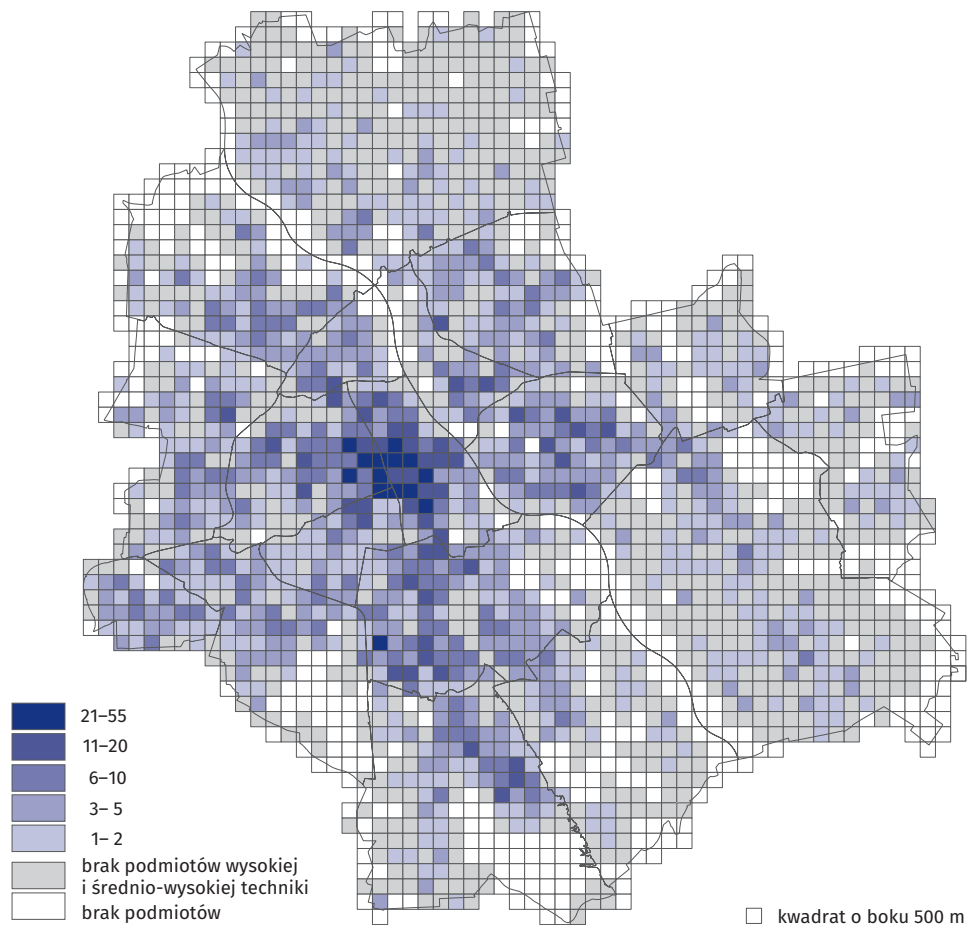 21–55
11–20
6–10
3– 5
1– 2
brak podmiotów wysokiej
i średnio-wysokiej techniki
brak podmiotów
kwadrat o boku 500 m